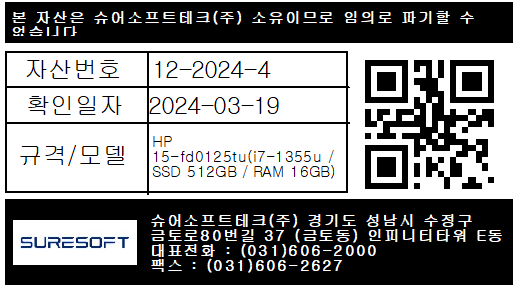 본 자산은 슈어소프트테크(주) 소유이므로 임의로 파기할 수
없습니다
자산번호 12-2024-4
확인일자 2024-03-19
규격/모델 HP
15-fd0125tu(i7-1355u /
SSD 512GB / RAM 16GB)
SURESOFT
슈어소프트테크(주) 경기도 성남시 수정구
금토로80번길 37 (금토동) 인피니티타워 E동
대표전화 : (031)606-2000
팩스 : (031)606-2627